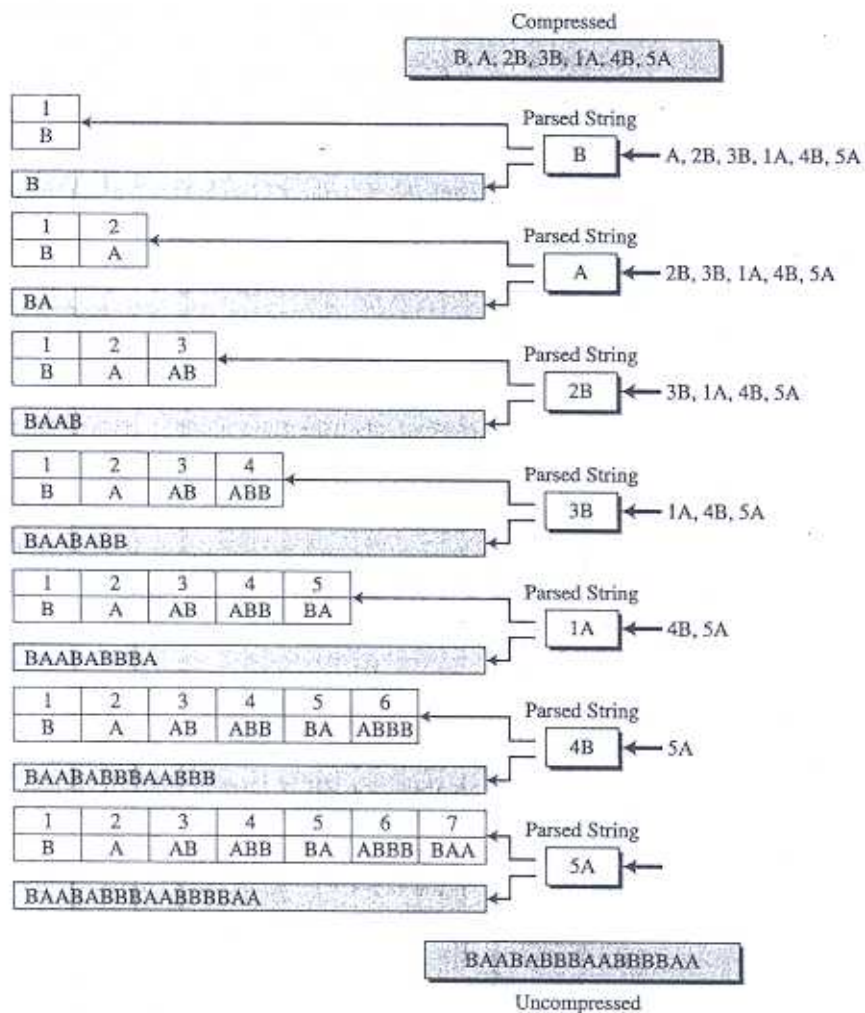 Compressed
B, A, 2B, 3B, 1A, 4B, 5A
1
Parsed String
B
B
A, 2B, 3B, 1A, 4B, 5A
B
1 2
Parsed String
B A
A
2B, 3B, 1A, 4B, 5A
BA
1 2 3
Parsed String
B A AB
2B
3B, 1A, 4B, 5A
BAAB
1 2 3 4
Parsed String
B A AB ABB
3B
1A, 4B, 5A
BAABABB
1 2 3 4 5
Parsed String
B A AB ABB BA
1A
4B, 5A
BAABABBBA
1 2 3 4 5 6
Parsed String
B A AB ABB BA ABBB
4B
5A
BAABABBBAABBB
1 2 3 4 5 6 7
Parsed String
B A AB ABB BA ABBB BAA
5A
BAABABBBAABBBBAA
BAABABBBAABBBBAA
Uncompressed